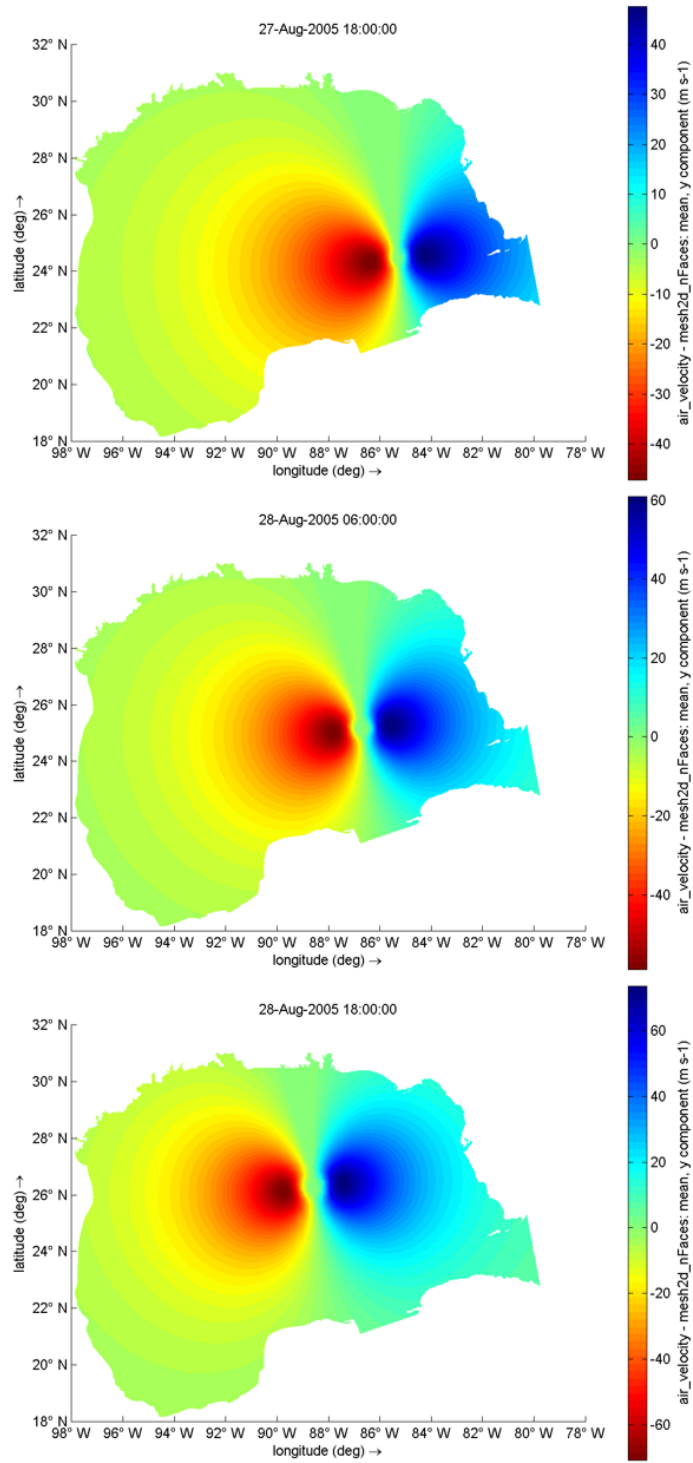 27-Aug-2005 18:00:00
32° N
30° N
28° N
26° N
24° N
22° N
20° N
18° N
latitude (deg) →
98° W 96° W 94° W 92° W 90° W 88° W 86° W 84° W 82° W 80° W 78° W
longitude (deg) →
40
30
20
10
0
-10
-20
-30
-40
air_velocity - mesh2d_nFaces: mean, y component (m s-1)
28-Aug-2005 06:00:00
32° N
30° N
28° N
26° N
24° N
22° N
20° N
18° N
latitude (deg) →
98° W 96° W 94° W 92° W 90° W 88° W 86° W 84° W 82° W 80° W 78° W
longitude (deg) →
60
40
20
0
-20
-40
air_velocity - mesh2d_nFaces: mean, y component (m s-1)
28-Aug-2005 18:00:00
32° N
30° N
28° N
26° N
24° N
22° N
20° N
18° N
latitude (deg) →
98° W 96° W 94° W 92° W 90° W 88° W 86° W 84° W 82° W 80° W 78° W
longitude (deg) →
60
40
20
0
-20
-40
-60
air_velocity - mesh2d_nFaces: mean, y component (m s-1)